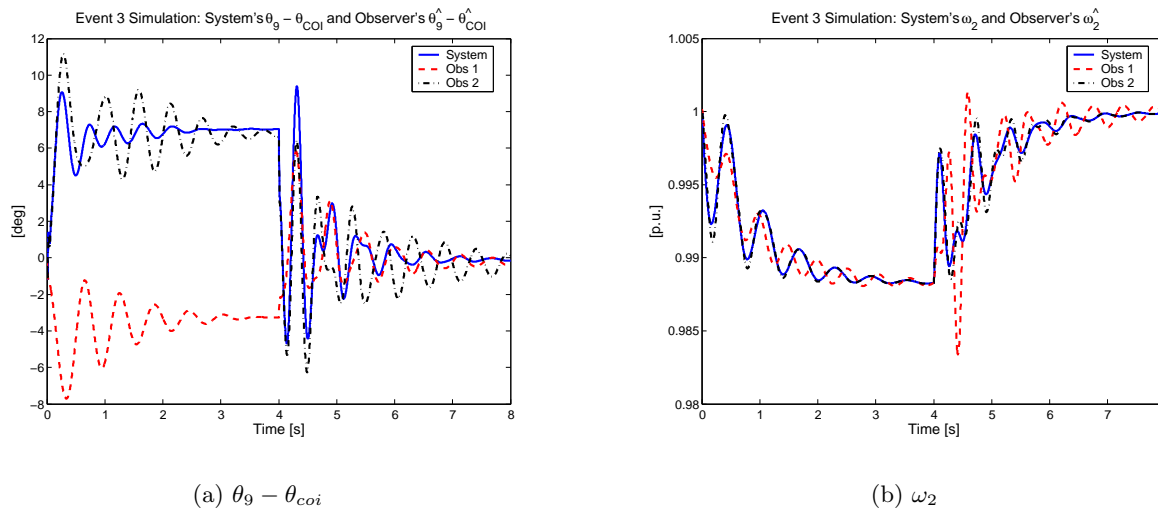 Event 3 Simulation: System's θ9 − θCOI and Observer's θ^9 − θ^COI
12
10
8
6
4
2
0
−2
−4
−6
−8
[deg]
System
Obs 1
Obs 2
0 1 2 3 4 5 6 7 8
Time [s]
(a) θ9 − θcoi
Event 3 Simulation: System's ω2 and Observer's ω^2
1.005
1
0.995
0.99
0.985
0.98
[p.u.]
System
Obs 1
Obs 2
0 1 2 3 4 5 6 7
Time [s]
(b) ω2